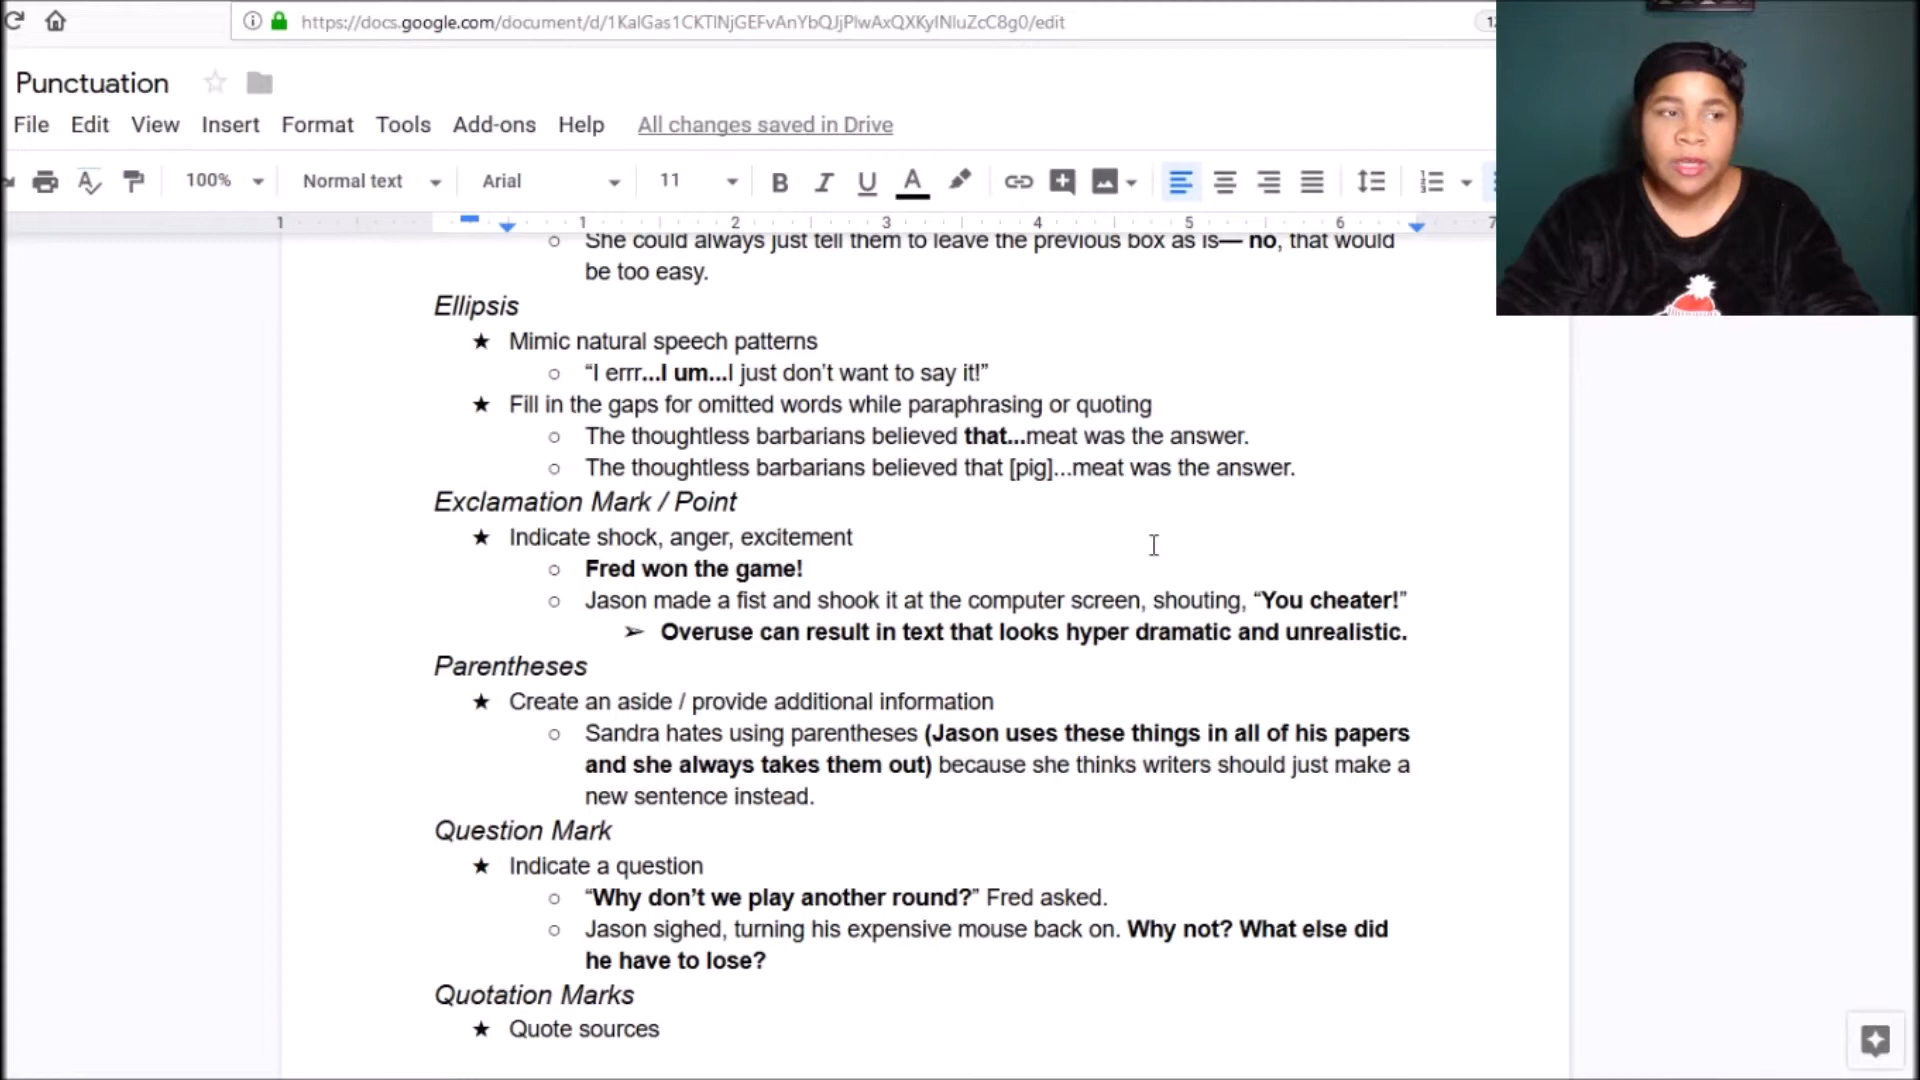 https://docs.google.com/document/d/1KalGas1CKTlNjGEFvAnYbQJjPlwAxQXKyINluZcC8g0/edit
Punctuation
File Edit View Insert Format Tools Add-ons Help All changes saved in Drive
100% Normal text Arial 11 B I U A
1 1 2 3 4 5 6 7
She could always just tell them to leave the previous box as is— no, that would
be too easy.
Ellipsis
★ Mimic natural speech patterns
○ “I errr...I um...I just don’t want to say it!”
★ Fill in the gaps for omitted words while paraphrasing or quoting
○ The thoughtless barbarians believed that...meat was the answer.
○ The thoughtless barbarians believed that [pig]...meat was the answer.
Exclamation Mark / Point
★ Indicate shock, anger, excitement
○ Fred won the game!
○ Jason made a fist and shook it at the computer screen, shouting, “You cheater!”
➢ Overuse can result in text that looks hyper dramatic and unrealistic.
Parentheses
★ Create an aside / provide additional information
○ Sandra hates using parentheses (Jason uses these things in all of his papers
and she always takes them out) because she thinks writers should just make a
new sentence instead.
Question Mark
★ Indicate a question
○ “Why don’t we play another round?” Fred asked.
○ Jason sighed, turning his expensive mouse back on. Why not? What else did
he have to lose?
Quotation Marks
★ Quote sources